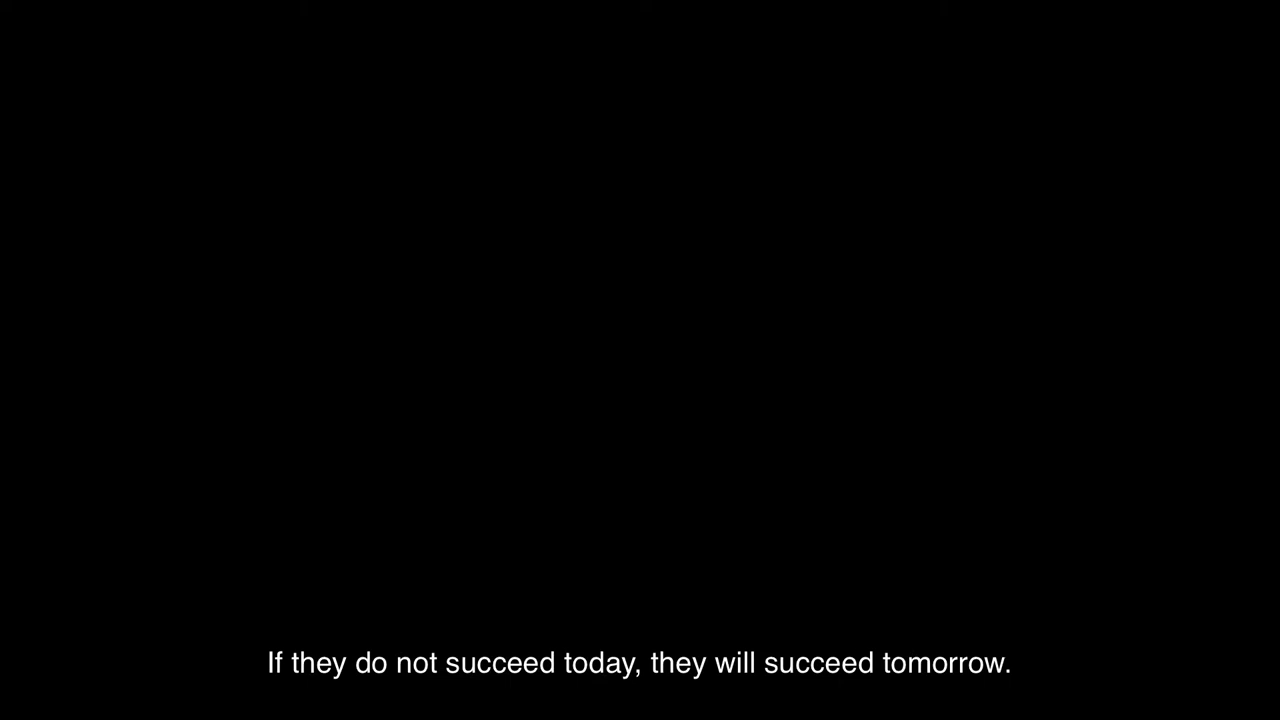 If they do not succeed today, they will succeed tomorrow.